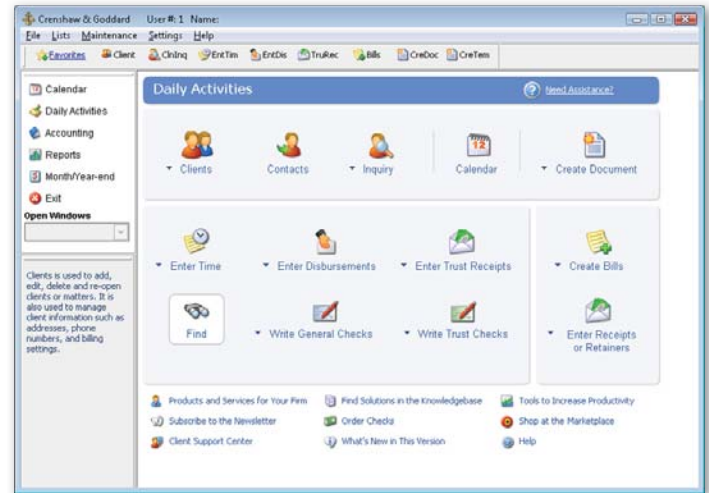 Crenshaw & Goddard User #: 1 Name:
File Lists Maintenance Settings Help
Favorites Client ClnInq EntTim EntDis TruRec Bills CreDoc CreTem
Calendar
Daily Activities
Accounting
Reports
Month/Year-end
Exit
Open Windows
Clients is used to add,
edit, delete and re-open
clients or matters. It is
also used to manage
client information such as
addresses, phone
numbers, and billing
settings.
Daily Activities Need Assistance?
12
Clients Contacts Inquiry Calendar Create Document
Enter Time Enter Disbursements Enter Trust Receipts Create Bills
Find Write General Checks Write Trust Checks Enter Receipts
or Retainers
Products and Services for Your Firm Find Solutions in the Knowledgebase Tools to Increase Productivity
Subscribe to the Newsletter Order Checks Shop at the Marketplace
Client Support Center What's New in This Version Help